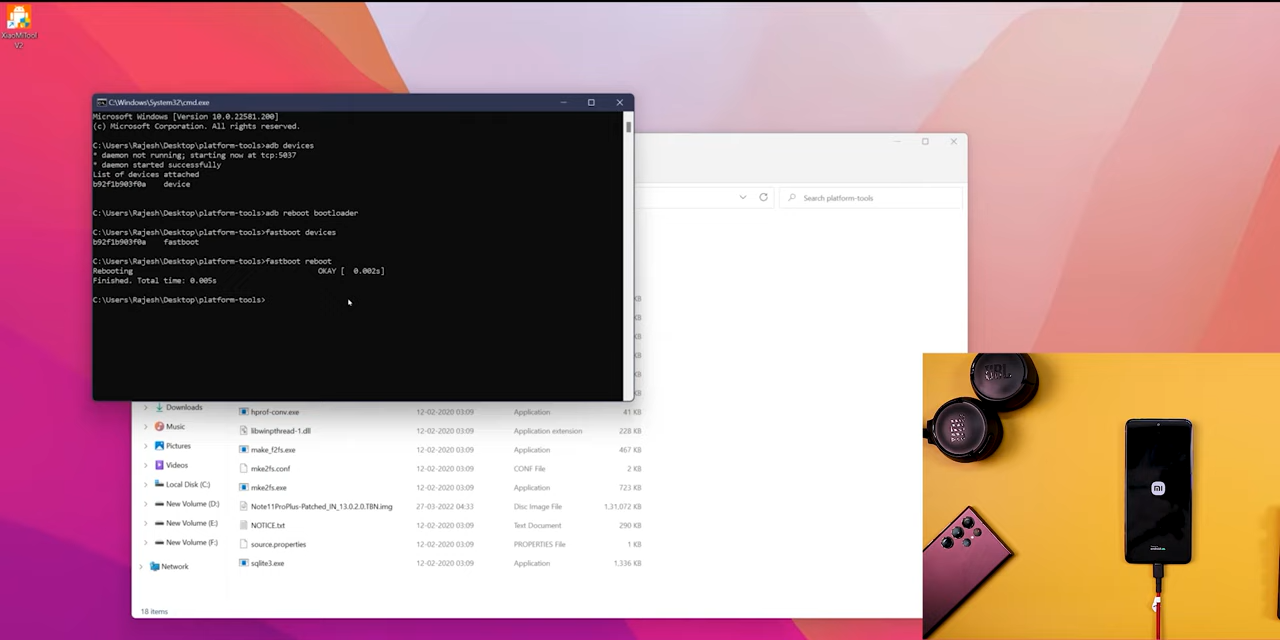 XiaoMiTool
V2
C:\Windows\System32\cmd.exe
Microsoft Windows [Version 10.0.22581.200]
(c) Microsoft Corporation. All rights reserved.
C:\Users\Rajesh\Desktop\platform-tools>adb devices
* daemon not running; starting now at tcp:5037
* daemon started successfully
List of devices attached
b92f1b903f0a device
C:\Users\Rajesh\Desktop\platform-tools>adb reboot bootloader
C:\Users\Rajesh\Desktop\platform-tools>fastboot devices
b92f1b903f0a fastboot
C:\Users\Rajesh\Desktop\platform-tools>fastboot reboot
Rebooting OKAY [ 0.002s]
Finished. Total time: 0.005s
C:\Users\Rajesh\Desktop\platform-tools>
Search platform-tools
KB
KB
KB
KB
KB
KB
Downloads hprof-conv.exe 12-02-2020 03:09 Application 41 KB
Music libwinpthread-1.dll 12-02-2020 03:09 Application extension 228 KB
Pictures make_f2fs.exe 12-02-2020 03:09 Application 467 KB
Videos mke2fs.conf 12-02-2020 03:09 CONF File 2 KB
Local Disk (C:) mke2fs.exe 12-02-2020 03:09 Application 723 KB
New Volume (D:) Note11ProPlus-Patched_IN_13.0.2.0.TBN.img 27-03-2022 04:33 Disc Image File 1,31,072 KB
New Volume (E:) NOTICE.txt 12-02-2020 03:09 Text Document 290 KB
New Volume (F:) source.properties 12-02-2020 03:09 PROPERTIES File 1 KB
Network sqlite3.exe 12-02-2020 03:09 Application 1,336 KB
18 items
JBL
mi